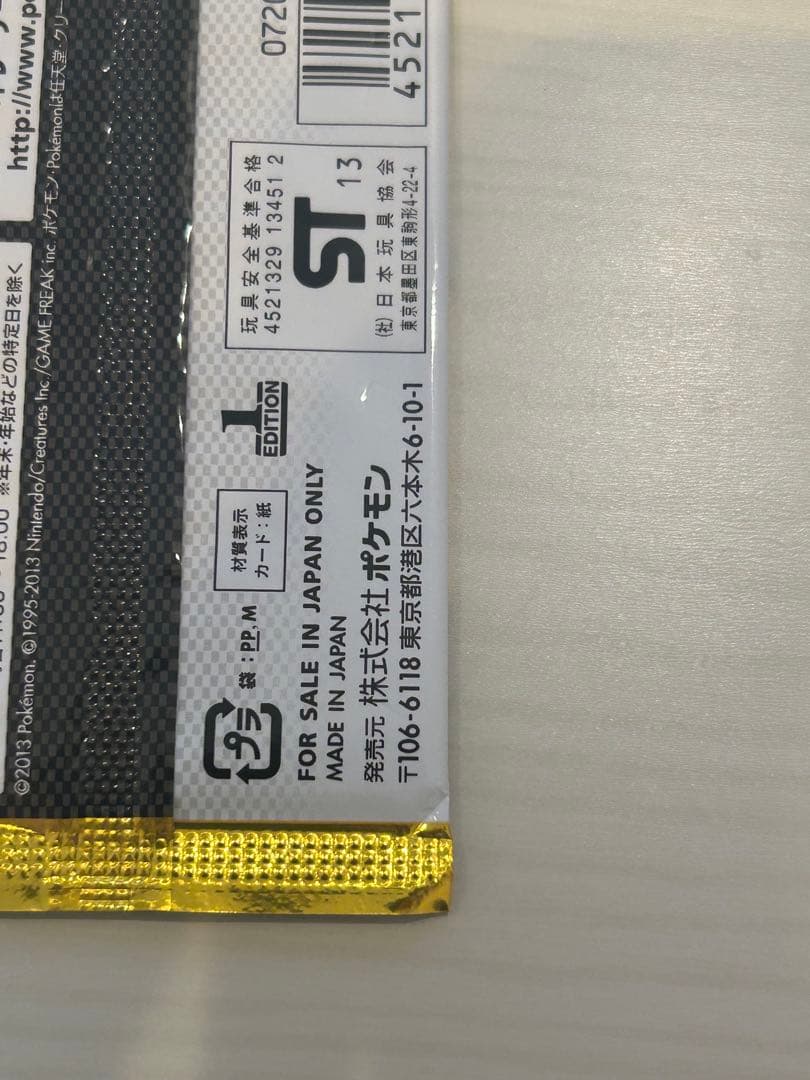 http://www.p
※年末・年始などの特定日を除く
©2013 Pokémon. ©1995-2013 Nintendo/Creatures Inc./GAME FREAK inc. ポケモン・Pokémonは任天堂・クリー
0720
4521
玩具安全基準合格
4521329 13451 2
ST 13
(社)日本玩具協会
東京都墨田区東駒形4-22-4
1
EDITION
材質表示
カード：紙
プラ
袋：PP, M
FOR SALE IN JAPAN ONLY
MADE IN JAPAN
発売元 株式会社ポケモン
〒106-6118 東京都港区六本木6-10-1